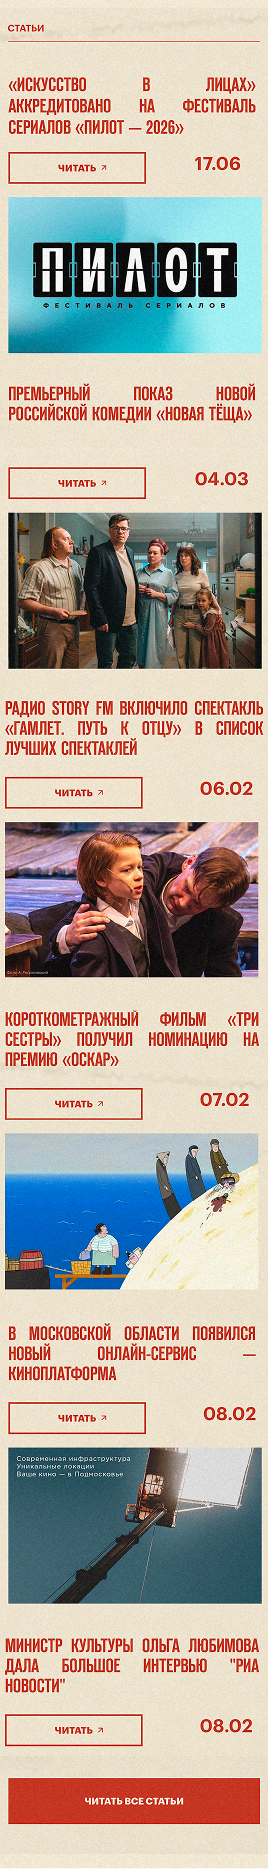 СТАТЬИ
«ИСКУССТВО В ЛИЦАХ»
АККРЕДИТОВАНО НА ФЕСТИВАЛЬ
СЕРИАЛОВ «ПИЛОТ — 2026»
ЧИТАТЬ ↗ 17.06
ПИЛОТ
ФЕСТИВАЛЬ СЕРИАЛОВ
ПРЕМЬЕРНЫЙ ПОКАЗ НОВОЙ
РОССИЙСКОЙ КОМЕДИИ «НОВАЯ ТЁЩА»
ЧИТАТЬ ↗ 04.03
РАДИО STORY FM ВКЛЮЧИЛО СПЕКТАКЛЬ
«ГАМЛЕТ. ПУТЬ К ОТЦУ» В СПИСОК
ЛУЧШИХ СПЕКТАКЛЕЙ
ЧИТАТЬ ↗ 06.02
КОРОТКОМЕТРАЖНЫЙ ФИЛЬМ «ТРИ
СЕСТРЫ» ПОЛУЧИЛ НОМИНАЦИЮ НА
ПРЕМИЮ «ОСКАР»
ЧИТАТЬ ↗ 07.02
В МОСКОВСКОЙ ОБЛАСТИ ПОЯВИЛСЯ
НОВЫЙ ОНЛАЙН-СЕРВИС —
КИНОПЛАТФОРМА
ЧИТАТЬ ↗ 08.02
Современная инфраструктура
Уникальные локации
Ваше кино — в Подмосковье
МИНИСТР КУЛЬТУРЫ ОЛЬГА ЛЮБИМОВА
ДАЛА БОЛЬШОЕ ИНТЕРВЬЮ "РИА
НОВОСТИ"
ЧИТАТЬ ↗ 08.02
ЧИТАТЬ ВСЕ СТАТЬИ